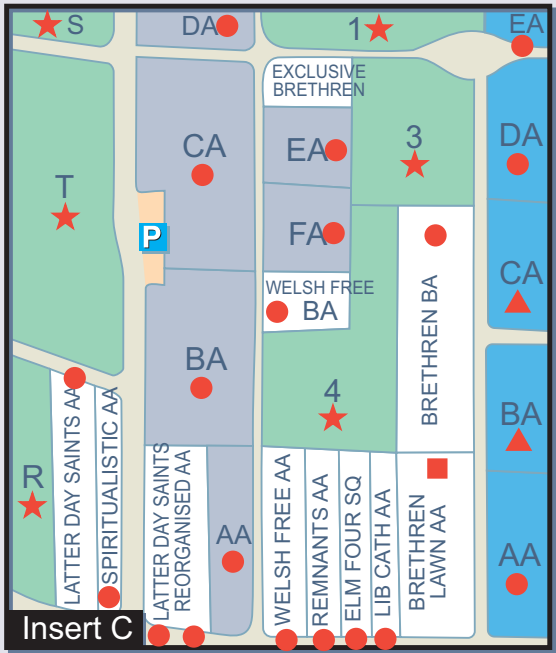 S
DA
1
EA
EXCLUSIVE
BRETHREN
CA
EA
3
DA
T
P
FA
WELSH FREE
BA
CA
BRETHREN BA
BA
4
BA
R
LATTER DAY SAINTS AA
SPIRITUALISTIC AA
LATTER DAY SAINTS
REORGANISED AA
AA
WELSH FREE AA
REMNANTS AA
ELM FOUR SQ
LIB CATH AA
BRETHREN
LAWN AA
AA
Insert C